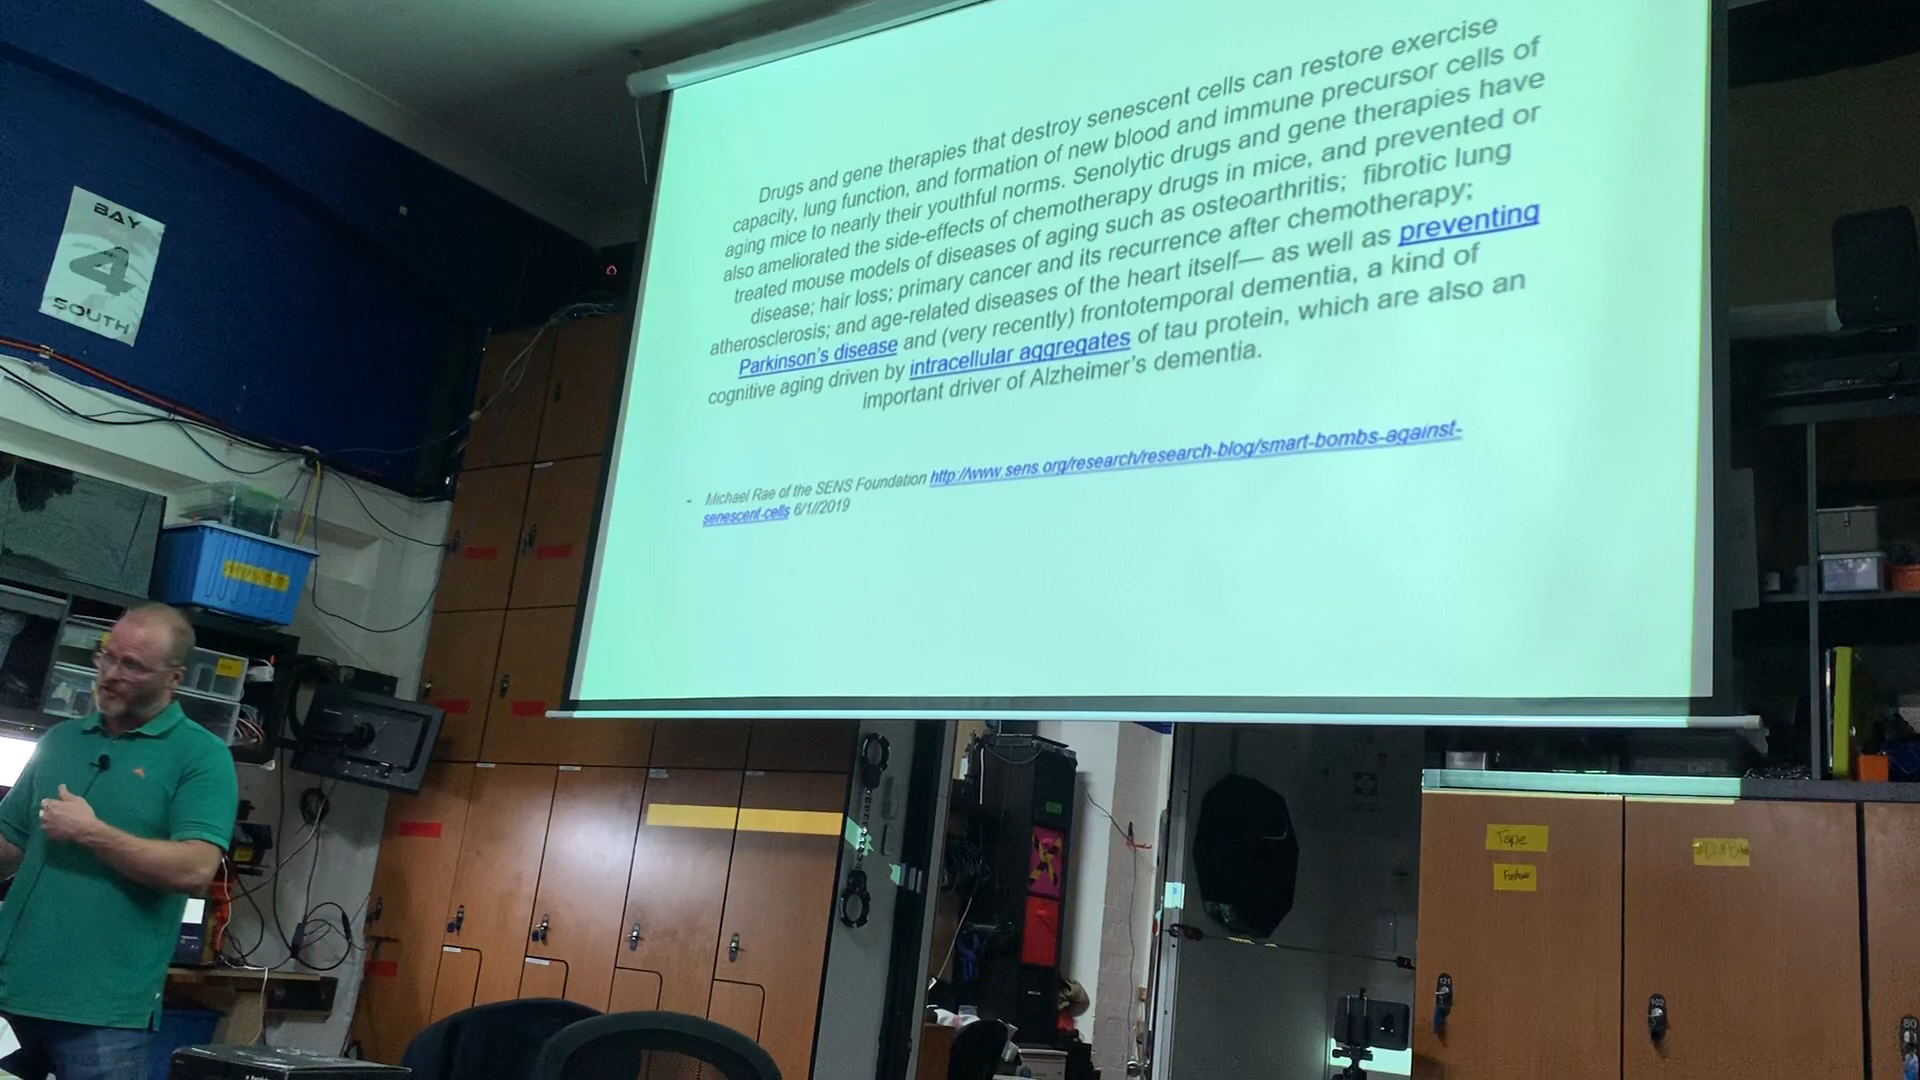 Drugs and gene therapies that destroy senescent cells can restore exercise
capacity, lung function, and formation of new blood and immune precursor cells of
aging mice to nearly their youthful norms. Senolytic drugs and gene therapies have
also ameliorated the side-effects of chemotherapy drugs in mice, and prevented or
treated mouse models of diseases of aging such as osteoarthritis; fibrotic lung
disease; hair loss; primary cancer and its recurrence after chemotherapy;
atherosclerosis; and age-related diseases of the heart itself— as well as preventing
Parkinson's disease and (very recently) frontotemporal dementia, a kind of
cognitive aging driven by intracellular aggregates of tau protein, which are also an
important driver of Alzheimer's dementia.
- Michael Rae of the SENS Foundation http://www.sens.org/research/research-blog/smart-bombs-against-
senescent-cells 6/1//2019
BAY
4
SOUTH
Tape
121
102
80